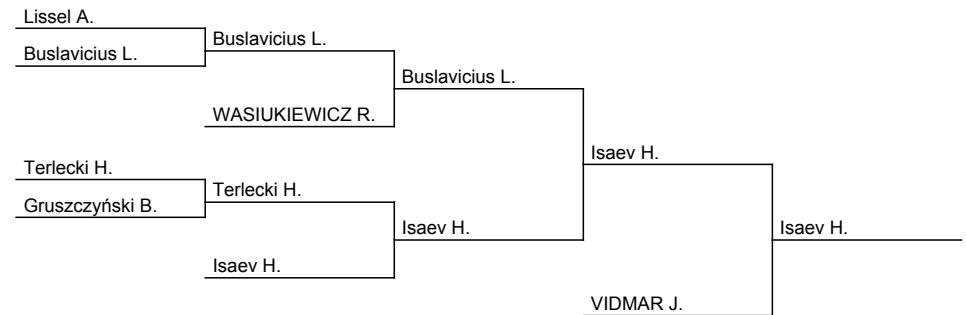 Lissel A.
Buslavicius L.
Buslavicius L.
Buslavicius L.
WASIUKIEWICZ R.
Isaev H.
Terlecki H.
Terlecki H.
Gruszczyński B.
Isaev H.
Isaev H.
Isaev H.
VIDMAR J.